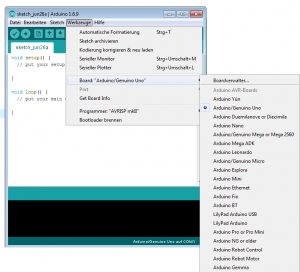 sketch_jun28a | Arduino 1.6.9
Datei Bearbeiten Sketch Werkzeuge Hilfe
Automatische Formatierung Strg+T
Sketch archivieren
Kodierung korrigieren & neu laden
Serieller Monitor Strg+Umschalt+M
Serieller Plotter Strg+Umschalt+L
Board: "Arduino/Genuino Uno"
Port
Get Board Info
Programmer: "AVRISP mkII"
Bootloader brennen
sketch_jun28a
void setup() {
// put your setup
}
void loop() {
// put your main
}
Boardverwalter...
Arduino AVR-Boards
Arduino Yún
Arduino/Genuino Uno
Arduino Duemilanove or Diecimila
Arduino Nano
Arduino/Genuino Mega or Mega 2560
Arduino Mega ADK
Arduino Leonardo
Arduino/Genuino Micro
Arduino Esplora
Arduino Mini
Arduino Ethernet
Arduino Fio
Arduino BT
LilyPad Arduino USB
LilyPad Arduino
Arduino Pro or Pro Mini
Arduino NG or older
Arduino Robot Control
Arduino Robot Motor
Arduino Gemma
Arduino/Genuino Uno auf COM1